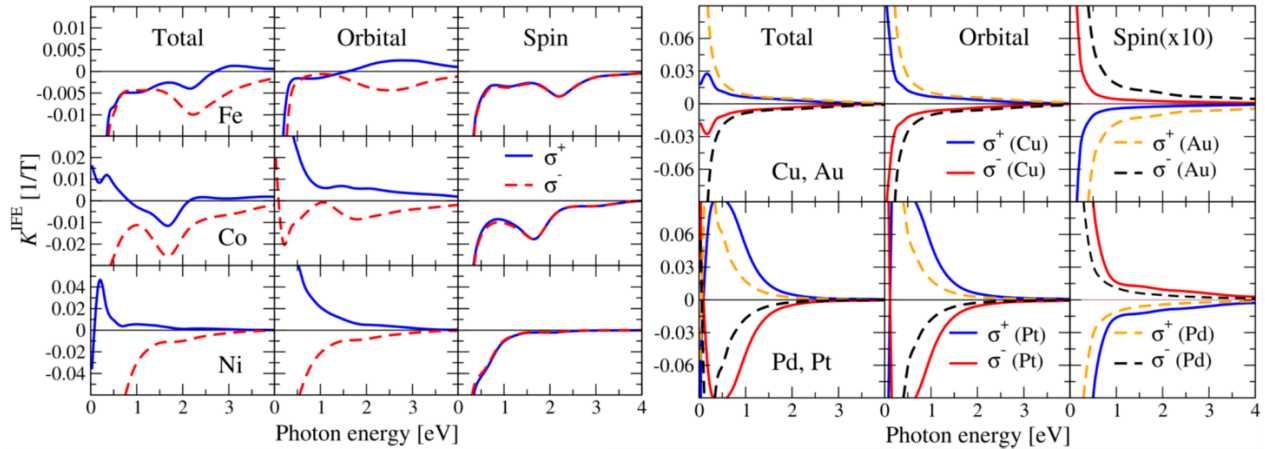 Total Orbital Spin
0.01
0.005
0
-0.005
-0.01
Fe
0.02
0.01
0
-0.01
-0.02
Co
σ⁺
σ⁻
0.04
0.02
0
-0.02
-0.04
Ni
K^IFE [1/T]
0 1 2 3 0 1 2 3 0 1 2 3 4
Photon energy [eV]
Total Orbital Spin(x10)
0.06
0.03
0
-0.03
-0.06
Cu, Au
σ⁺ (Cu)
σ⁻ (Cu)
σ⁺ (Au)
σ⁻ (Au)
0.06
0.03
0
-0.03
-0.06
Pd, Pt
σ⁺ (Pt)
σ⁻ (Pt)
σ⁺ (Pd)
σ⁻ (Pd)
0 1 2 3 0 1 2 3 0 1 2 3 4
Photon energy [eV]